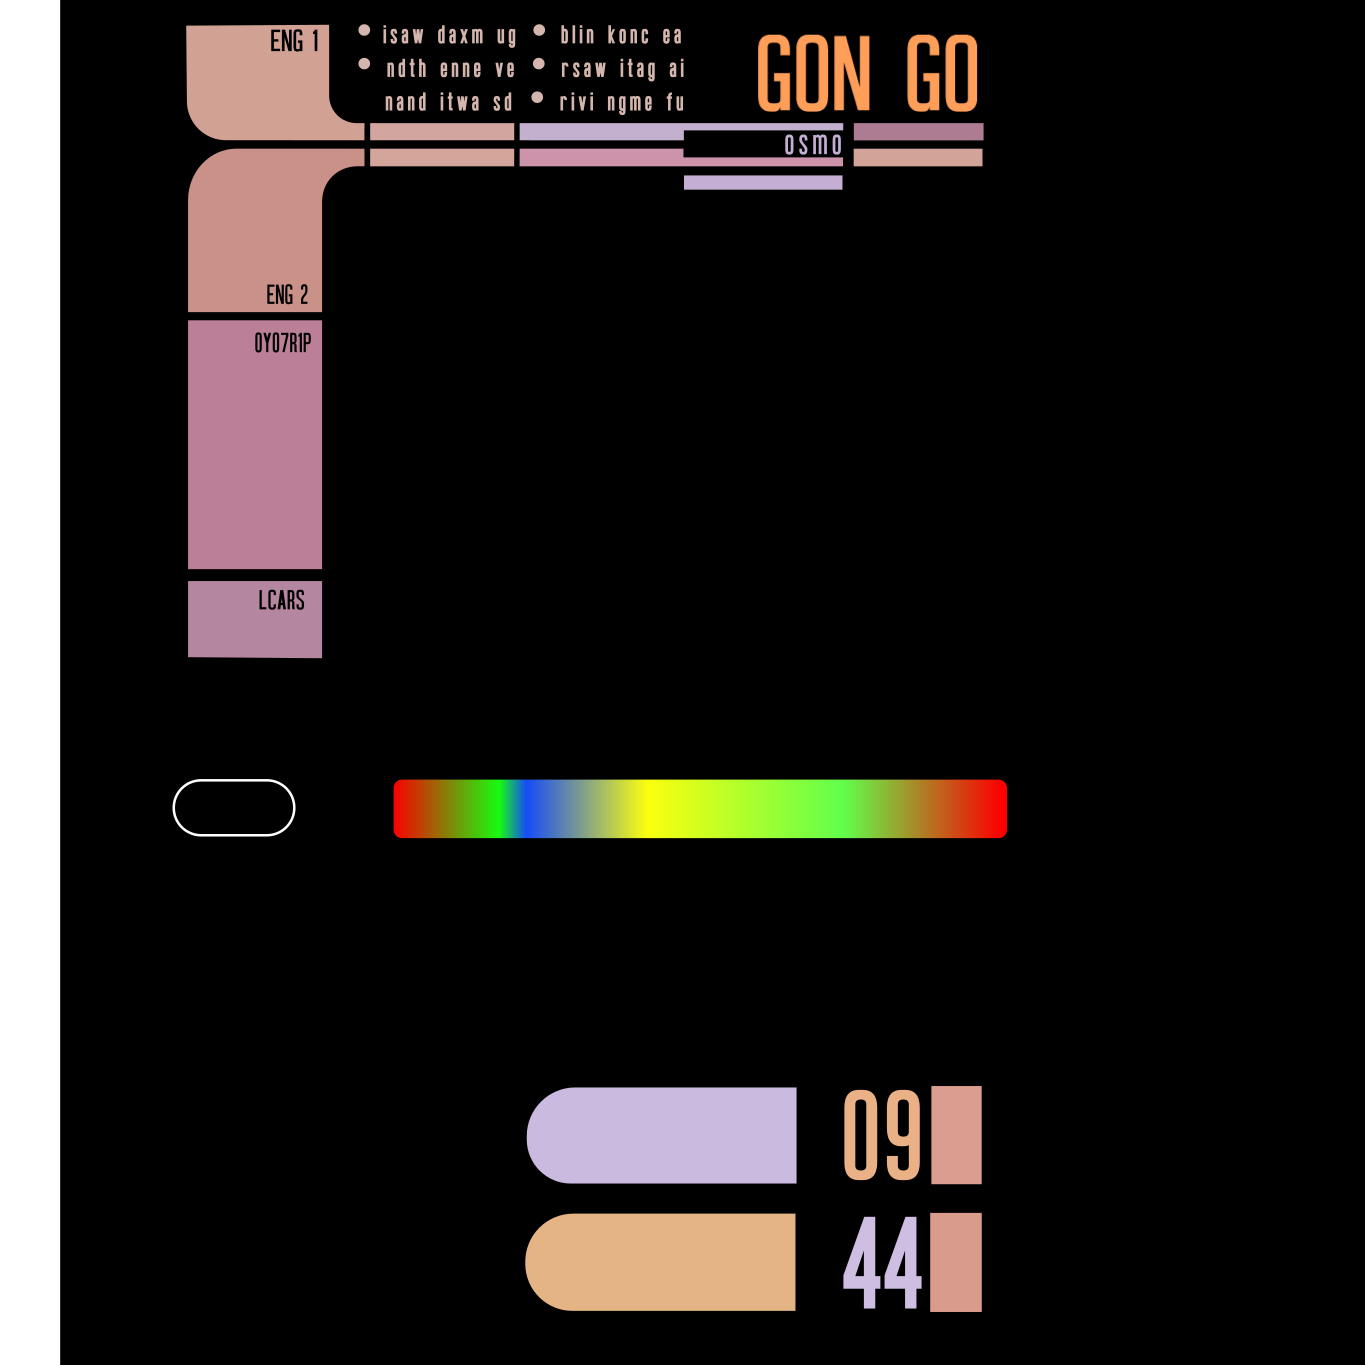 ENG 1
• isaw daxm ug • blin konc ea
• ndth enne ve • rsaw itag ai
nand itwa sd • rivi ngme fu
GON GO
osmo
ENG 2
0Y07R1P
LCARS
09
44